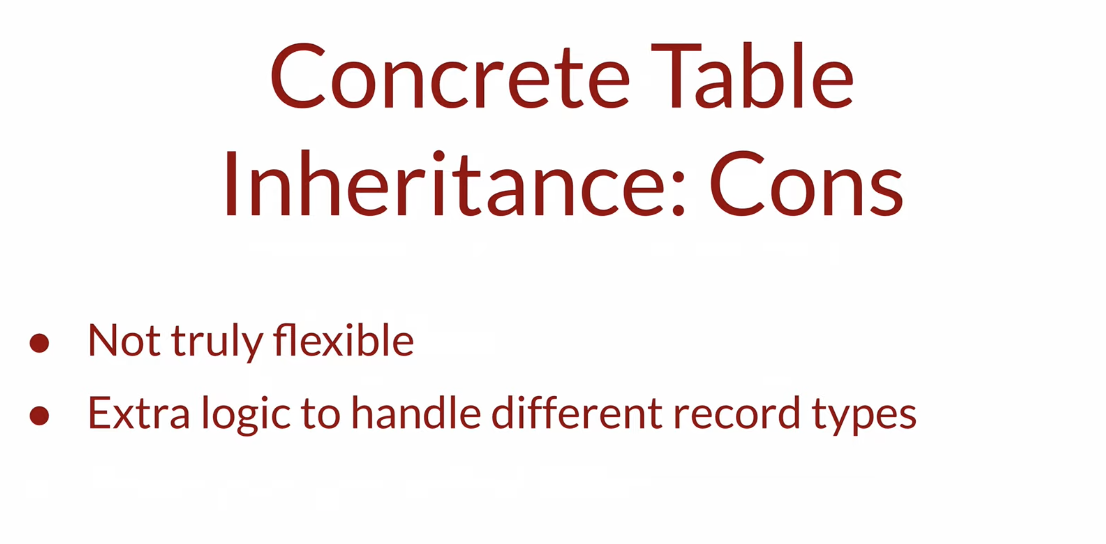 Concrete Table
Inheritance: Cons
● Not truly flexible
● Extra logic to handle different record types